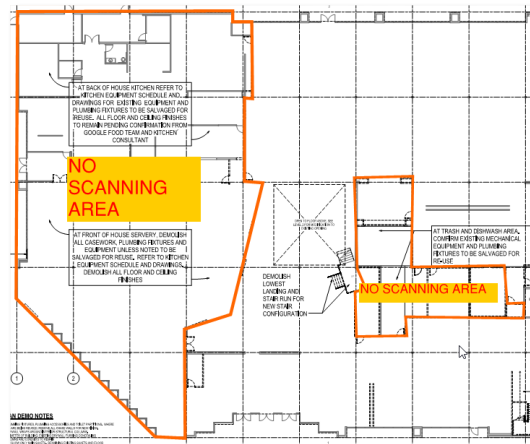 AT BACK OF HOUSE KITCHEN REFER TO
KITCHEN EQUIPMENT SCHEDULE AND
DRAWINGS FOR EXISTING EQUIPMENT AND
PLUMBING FIXTURES TO BE SALVAGED FOR
REUSE. ALL FLOOR AND CEILING FINISHES
TO REMAIN PENDING CONFIRMATION FROM
GOOGLE FOOD TEAM AND KITCHEN
CONSULTANT
NO
SCANNING
AREA
AT FRONT OF HOUSE SERVERY, DEMOLISH
ALL CASEWORK, PLUMBING FIXTURES AND
EQUIPMENT UNLESS NOTED TO BE
SALVAGED FOR REUSE. REFER TO KITCHEN
EQUIPMENT SCHEDULE AND DRAWINGS.
DEMOLISH ALL FLOOR AND CEILING
FINISHES
AT TRASH AND DISHWASH AREA,
CONFIRM EXISTING MECHANICAL
EQUIPMENT AND PLUMBING
FIXTURES TO BE SALVAGED FOR
RE-USE
DEMOLISH
LOWEST
LANDING AND
STAIR RUN FOR
NEW STAIR
CONFIGURATION
NO SCANNING AREA
1
2
AN DEMO NOTES